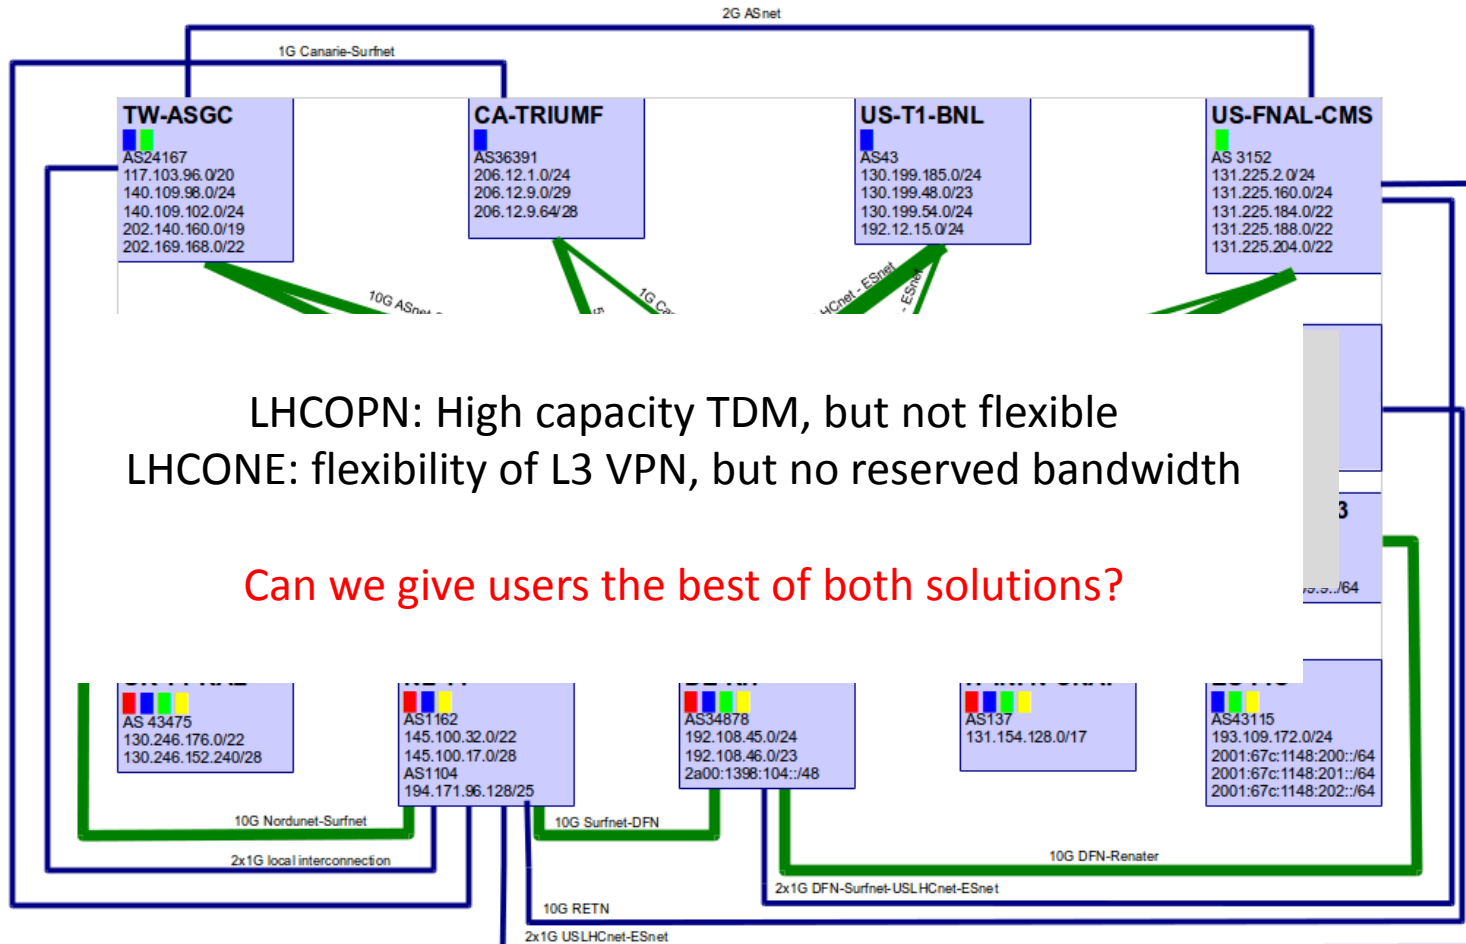 2G ASnet
1G Canarie-Surfnet
TW-ASGC
AS24167
117.103.96.0/20
140.109.98.0/24
140.109.102.0/24
202.140.160.0/19
202.169.168.0/22
CA-TRIUMF
AS36391
206.12.1.0/24
206.12.9.0/29
206.12.9.64/28
US-T1-BNL
AS43
130.199.185.0/24
130.199.48.0/23
130.199.54.0/24
192.12.15.0/24
US-FNAL-CMS
AS 3152
131.225.2.0/24
131.225.160.0/24
131.225.184.0/22
131.225.188.0/22
131.225.204.0/22
10G ASnet
1G
- ESnet
- ESnet
LHCOPN: High capacity TDM, but not flexible
LHCONE: flexibility of L3 VPN, but no reserved bandwidth
Can we give users the best of both solutions?
3
/64
AS 43475
130.246.176.0/22
130.246.152.240/28
AS1162
145.100.32.0/22
145.100.17.0/28
AS1104
194.171.96.128/25
AS34878
192.108.45.0/24
192.108.46.0/23
2a00:1398:104::/48
AS137
131.154.128.0/17
AS43115
193.109.172.0/24
2001:67c:1148:200::/64
2001:67c:1148:201::/64
2001:67c:1148:202::/64
10G Nordunet-Surfnet
10G Surfnet-DFN
2x1G local interconnection
10G DFN-Renater
2x1G DFN-Surfnet-USLHCnet-ESnet
10G RETN
2x1G USLHCnet-ESnet